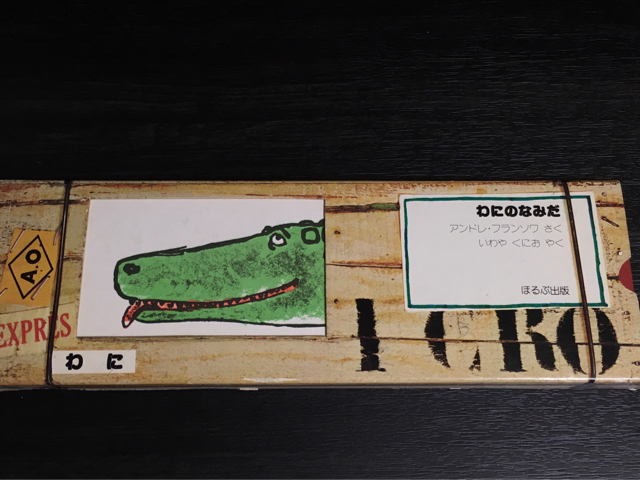 わにのなみだ
アンドレ・フランソワ さく
いわや くにお やく
ほるぷ出版
A.O
EXPRES
わに
1 CRO